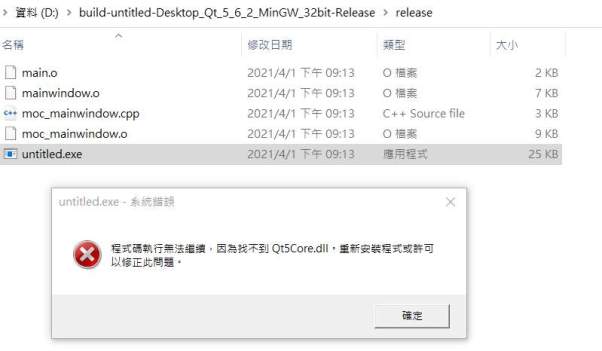 資料 (D:) > build-untitled-Desktop_Qt_5_6_2_MinGW_32bit-Release > release
名稱 修改日期 類型 大小
main.o 2021/4/1 下午 09:13 O 檔案 2 KB
mainwindow.o 2021/4/1 下午 09:13 O 檔案 7 KB
moc_mainwindow.cpp 2021/4/1 下午 09:13 C++ Source file 3 KB
moc_mainwindow.o 2021/4/1 下午 09:13 O 檔案 9 KB
untitled.exe 2021/4/1 下午 09:13 應用程式 25 KB
untitled.exe - 系統錯誤
程式碼執行無法繼續，因為找不到 Qt5Core.dll。重新安裝程式或許可
以修正此問題。
確定